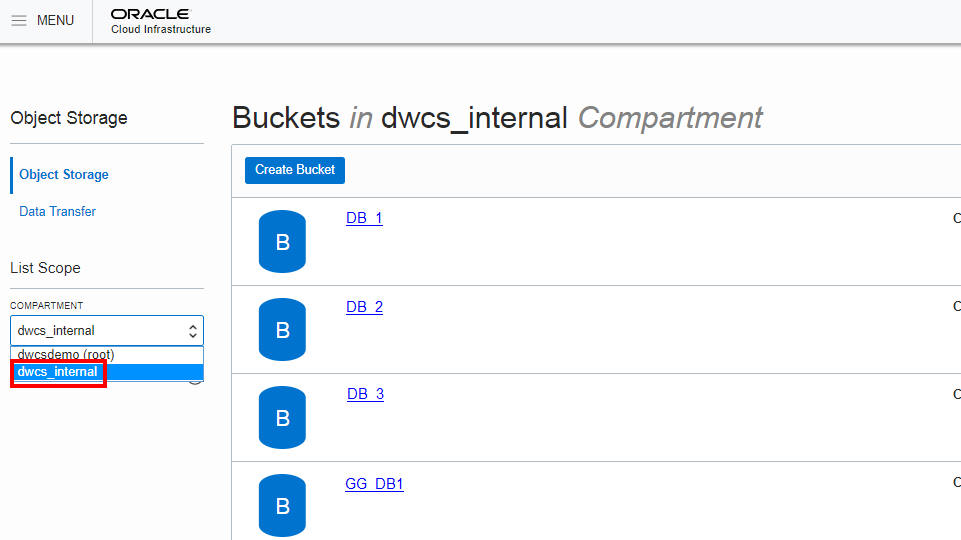 MENU
ORACLE
Cloud Infrastructure
Object Storage
Object Storage
Data Transfer
List Scope
COMPARTMENT
dwcs_internal
dwcsdemo (root)
dwcs_internal
Buckets in dwcs_internal Compartment
Create Bucket
B
DB_1
B
DB_2
B
DB_3
B
GG_DB1